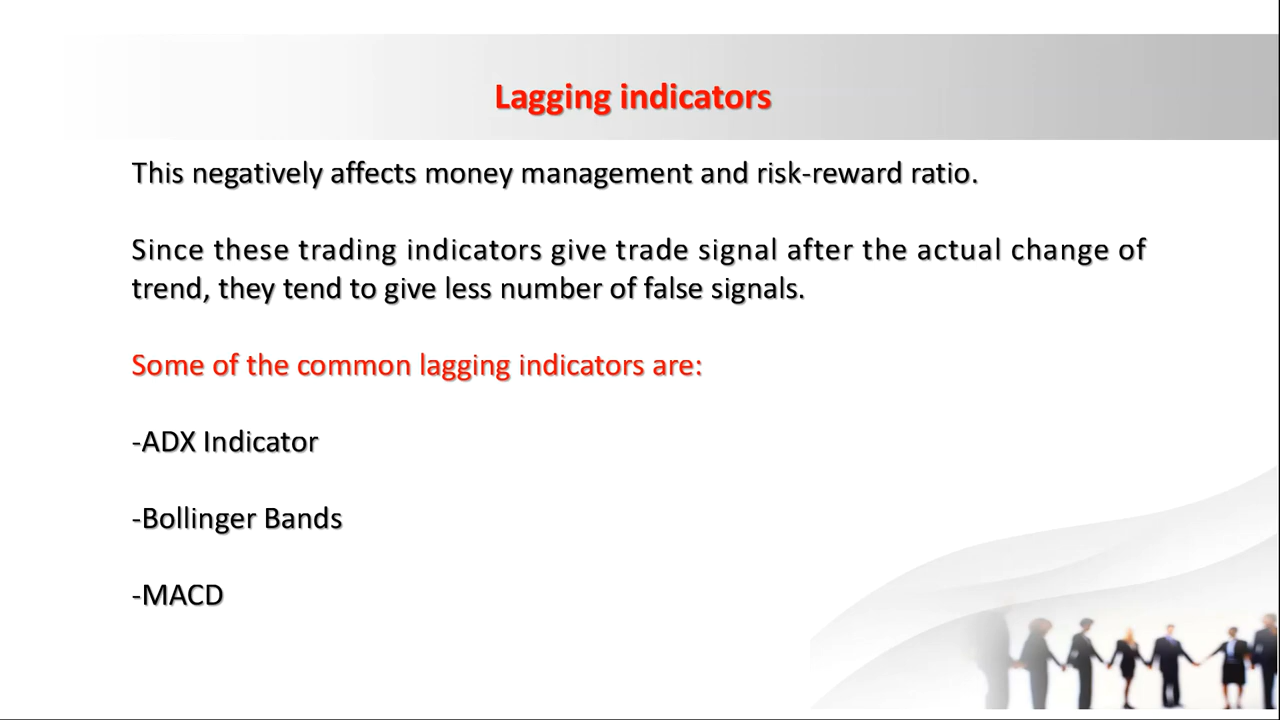 Lagging indicators
This negatively affects money management and risk-reward ratio.
Since these trading indicators give trade signal after the actual change of
trend, they tend to give less number of false signals.
Some of the common lagging indicators are:
-ADX Indicator
-Bollinger Bands
-MACD